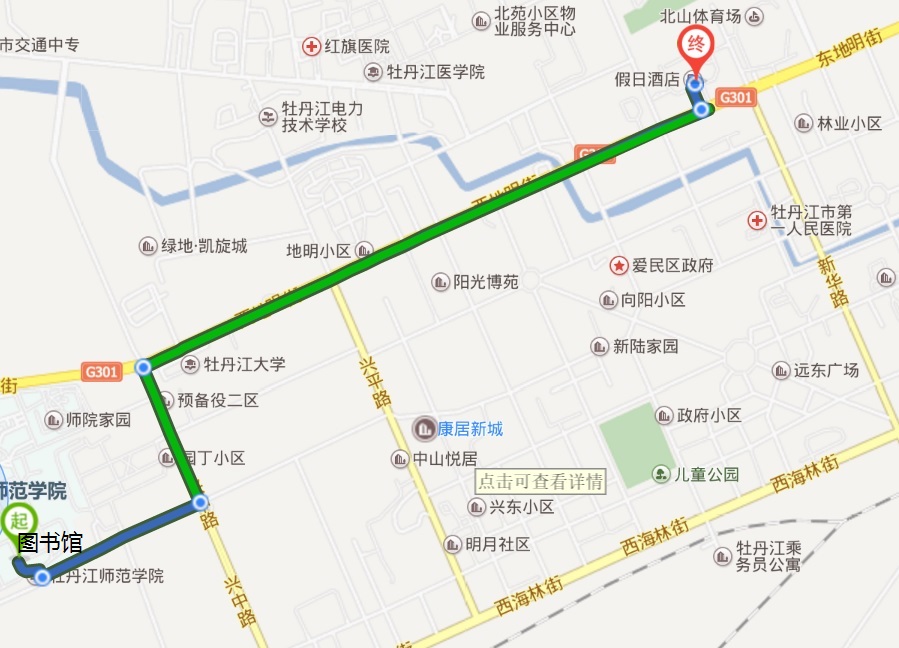 北苑小区物
业服务中心
北山体育场
市交通中专
红旗医院
终
东地明街
牡丹江医学院
假日酒店
G301
牡丹江电力
技术学校
林业小区
西地明街
牡丹江市第
一人民医院
绿地·凯旋城
地明小区
爱民区政府
新华路
阳光博苑
向阳小区
新陆家园
牡丹江大学
G301
远东广场
街
兴平路
预备役二区
师院家园
政府小区
康居新城
园丁小区
中山悦居
儿童公园
西海林街
点击可查看详情
师范学院
兴东小区
起
路
图书馆
西海林街
明月社区
牡丹江乘
务员公寓
牡丹江师范学院
兴中路
西海林街